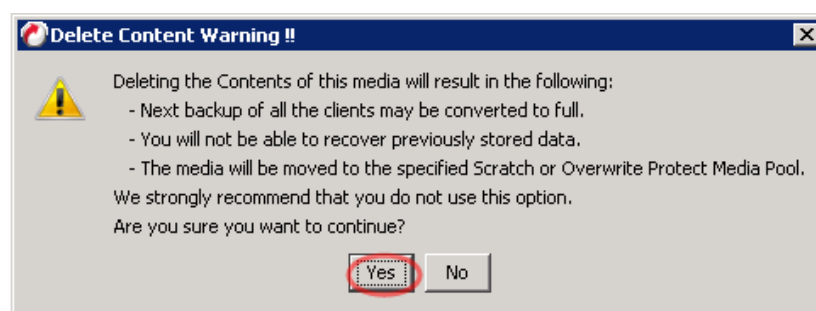 Delete Content Warning !!
Deleting the Contents of this media will result in the following:
- Next backup of all the clients may be converted to full.
- You will not be able to recover previously stored data.
- The media will be moved to the specified Scratch or Overwrite Protect Media Pool.
We strongly recommend that you do not use this option.
Are you sure you want to continue?
Yes No